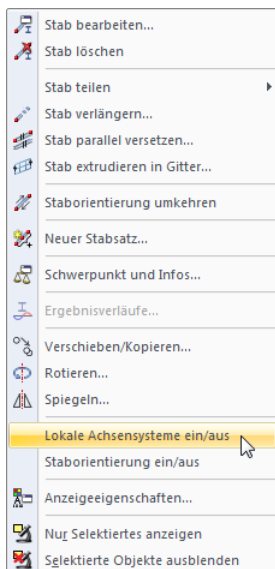 Stab bearbeiten...
Stab löschen
Stab teilen
Stab verlängern...
Stab parallel versetzen...
Stab extrudieren in Gitter...
Staborientierung umkehren
Neuer Stabsatz...
Schwerpunkt und Infos...
Ergebnisverläufe...
Verschieben/Kopieren...
Rotieren...
Spiegeln...
Lokale Achsensysteme ein/aus
Staborientierung ein/aus
Anzeigeeigenschaften...
Nur Selektiertes anzeigen
Selektierte Objekte ausblenden